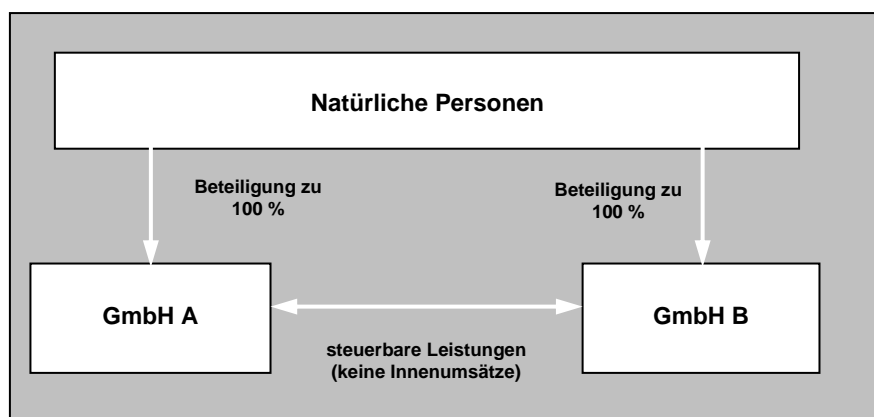 Natürliche Personen
Beteiligung zu
100 %
Beteiligung zu
100 %
GmbH A
GmbH B
steuerbare Leistungen
(keine Innenumsätze)